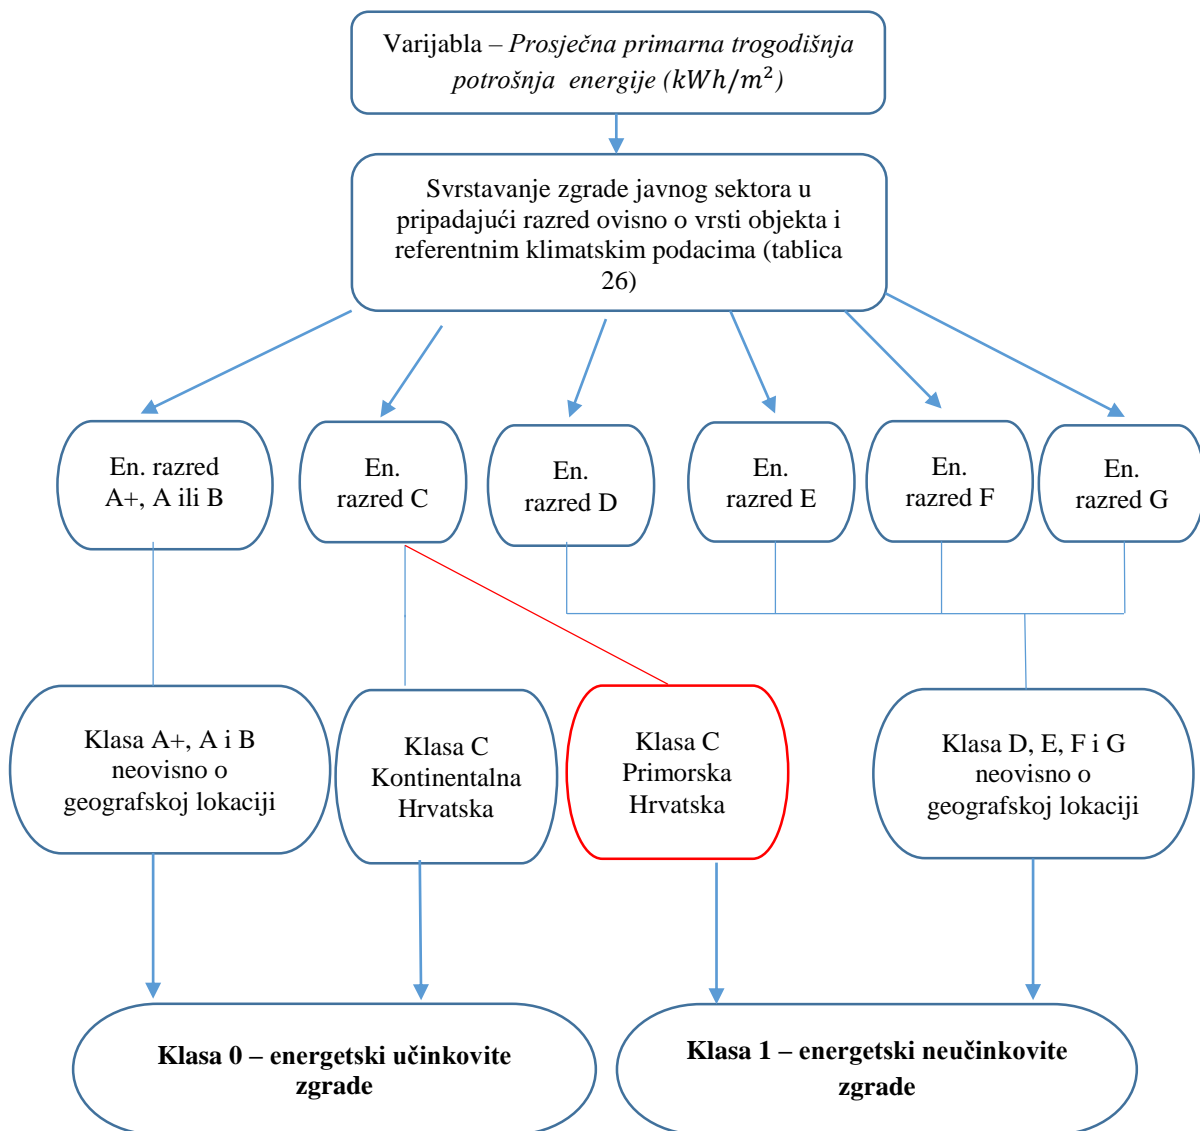 Varijabla – Prosječna primarna trogodišnja
potrošnja energije (kWh/m²)
Svrstavanje zgrade javnog sektora u
pripadajući razred ovisno o vrsti objekta i
referentnim klimatskim podacima (tablica
26)
En. razred
A+, A ili B
En.
razred C
En.
razred D
En.
razred E
En.
razred F
En.
razred G
Klasa A+, A i B
neovisno o
geografskoj lokaciji
Klasa C
Kontinentalna
Hrvatska
Klasa C
Primorska
Hrvatska
Klasa D, E, F i G
neovisno o
geografskoj lokaciji
Klasa 0 – energetski učinkovite
zgrade
Klasa 1 – energetski neučinkovite
zgrade